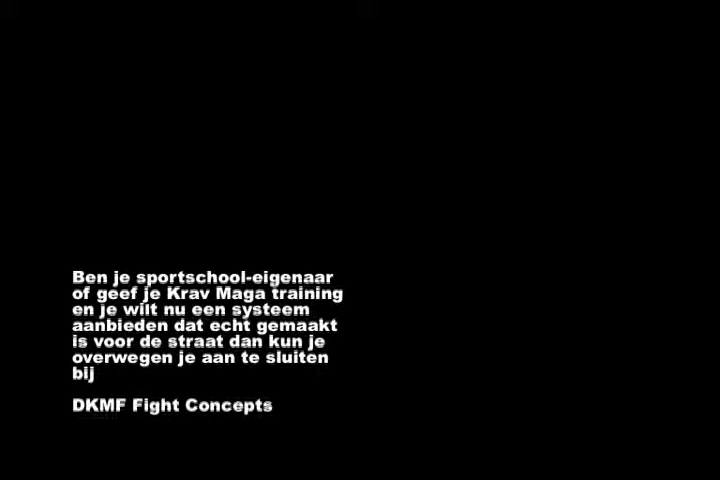 Ben je sportschool-eigenaar
of geef je Krav Maga training
en je wilt nu een systeem
aanbieden dat echt gemaakt
is voor de straat dan kun je
overwegen je aan te sluiten
bij
DKMF Fight Concepts